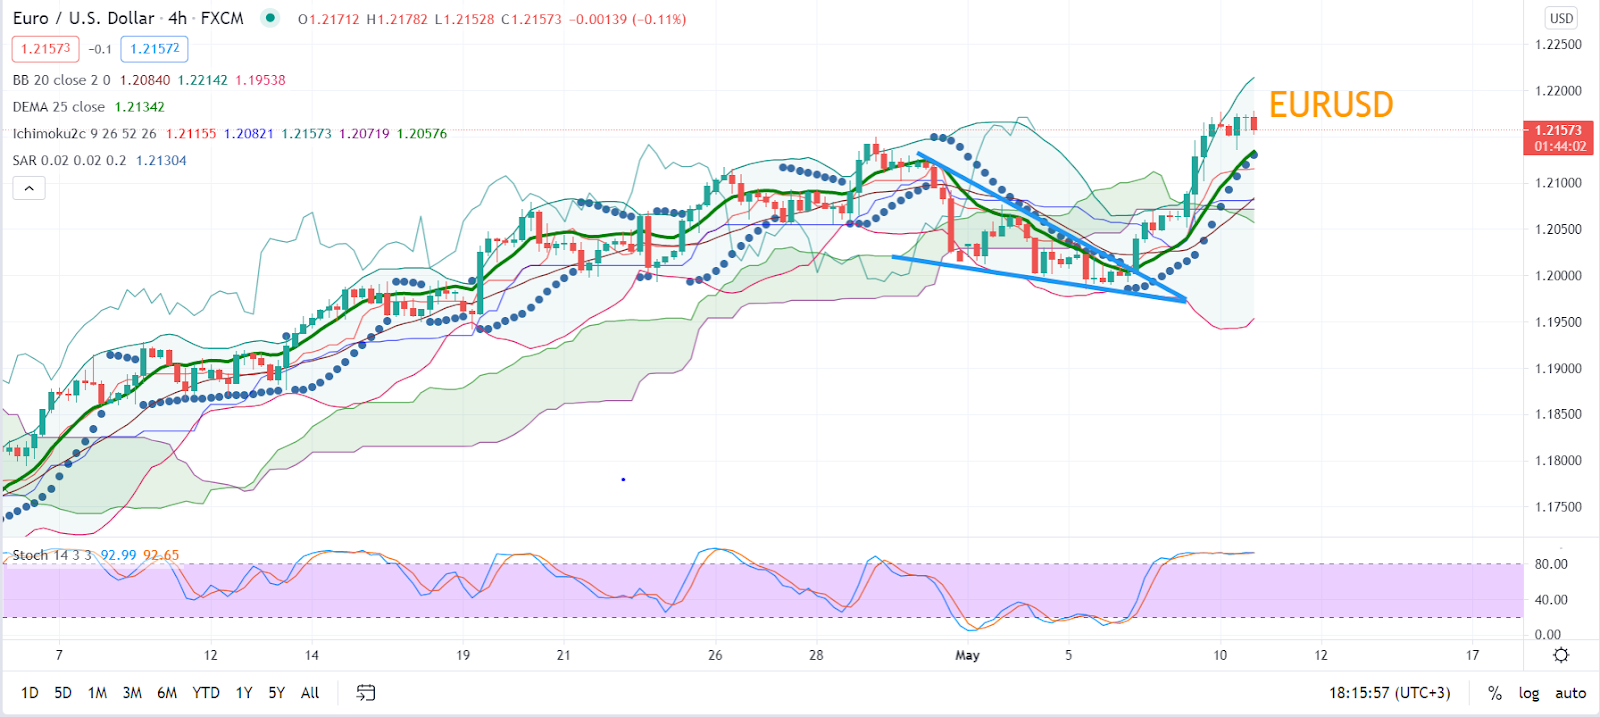 Euro / U.S. Dollar · 4h · FXCM O1.21712 H1.21782 L1.21528 C1.21573 −0.00139 (−0.11%)
1.21573 −0.1 1.21572
BB 20 close 2 0 1.20840 1.22142 1.19538
DEMA 25 close 1.21342
Ichimoku2c 9 26 52 26 1.21155 1.20821 1.21573 1.20719 1.20576
SAR 0.02 0.02 0.2 1.21304
EURUSD
USD
1.22500
1.22000
1.21573
01:44:02
1.21000
1.20500
1.20000
1.19500
1.19000
1.18500
1.18000
1.17500
Stoch 14 3 3 92.99 92.65
80.00
40.00
0.00
7 12 14 19 21 26 28 May 5 10 12 17
1D 5D 1M 3M 6M YTD 1Y 5Y All 18:15:57 (UTC+3) % log auto